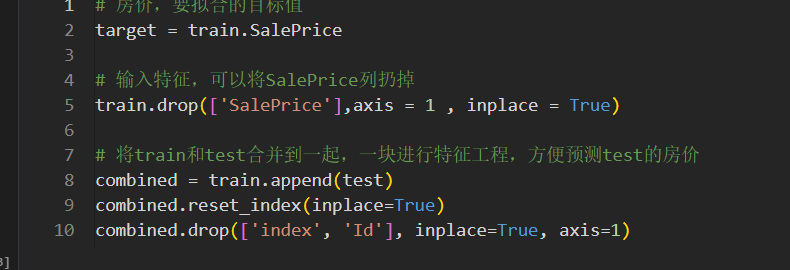 1 # 房价，要拟合的目标值
2 target = train.SalePrice
3
4 # 输入特征，可以将SalePrice列扔掉
5 train.drop(['SalePrice'],axis = 1 , inplace = True)
6
7 # 将train和test合并到一起，一块进行特征工程，方便预测test的房价
8 combined = train.append(test)
9 combined.reset_index(inplace=True)
10 combined.drop(['index', 'Id'], inplace=True, axis=1)
3]